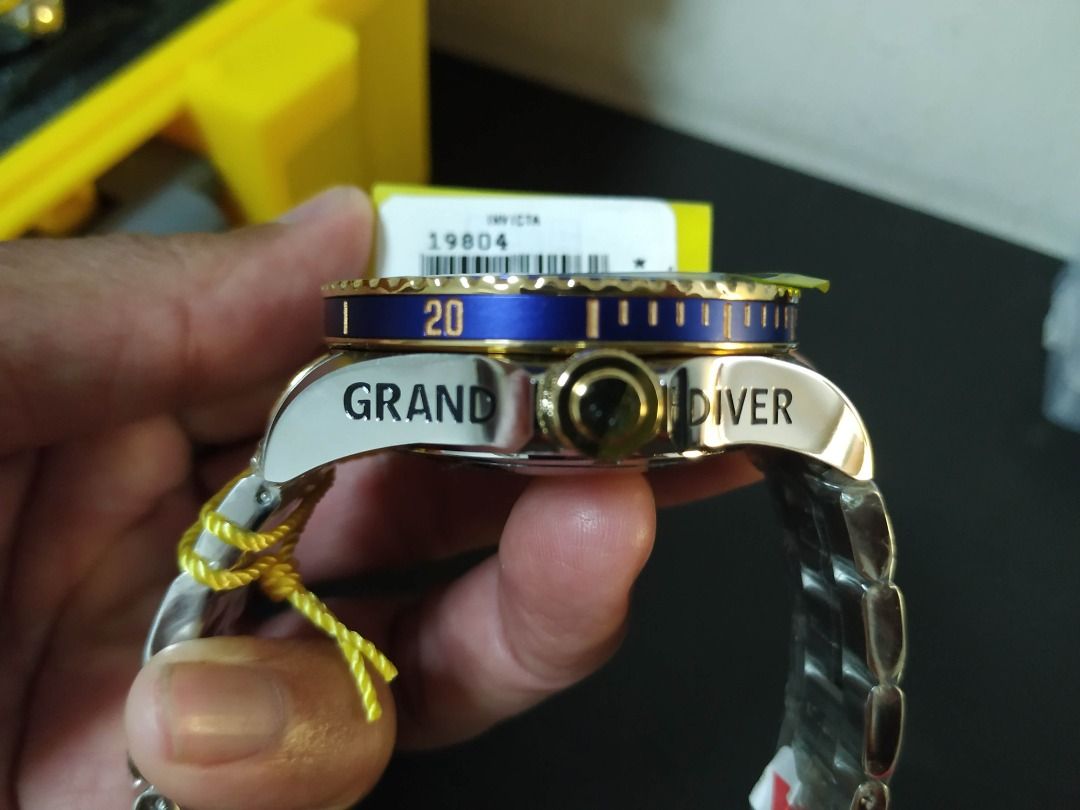 INVICTA
19804
20
GRAND DIVER